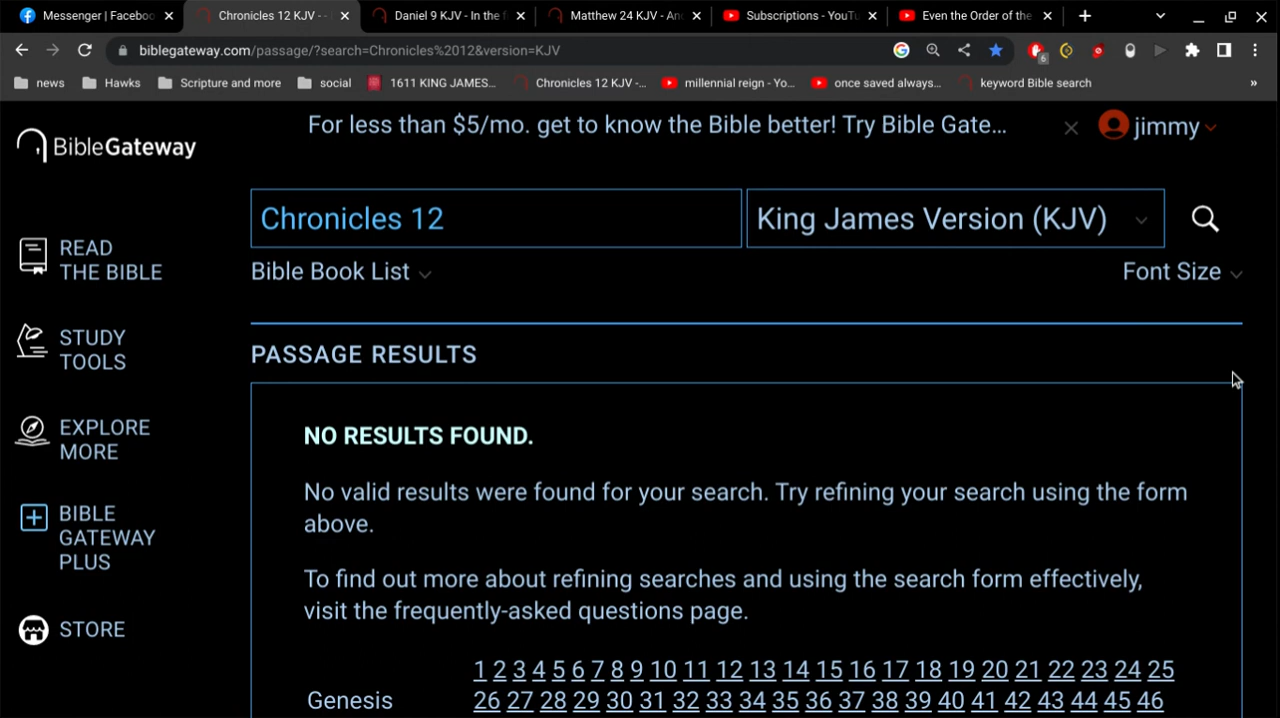 Messenger | Faceboo
Chronicles 12 KJV - -
Daniel 9 KJV - In the f
Matthew 24 KJV - An
Subscriptions - YouTu
Even the Order of the
biblegateway.com/passage/?search=Chronicles%2012&version=KJV
6
news
Hawks
Scripture and more
social
1611 KING JAMES...
Chronicles 12 KJV -...
millennial reign - Yo...
once saved always...
keyword Bible search
»
For less than $5/mo. get to know the Bible better! Try Bible Gate...
jimmy
BibleGateway
Chronicles 12
King James Version (KJV)
Bible Book List
Font Size
READ
THE BIBLE
STUDY
TOOLS
EXPLORE
MORE
BIBLE
GATEWAY
PLUS
STORE
PASSAGE RESULTS
NO RESULTS FOUND.
No valid results were found for your search. Try refining your search using the form
above.
To find out more about refining searches and using the search form effectively,
visit the frequently-asked questions page.
Genesis
1 2 3 4 5 6 7 8 9 10 11 12 13 14 15 16 17 18 19 20 21 22 23 24 25
26 27 28 29 30 31 32 33 34 35 36 37 38 39 40 41 42 43 44 45 46